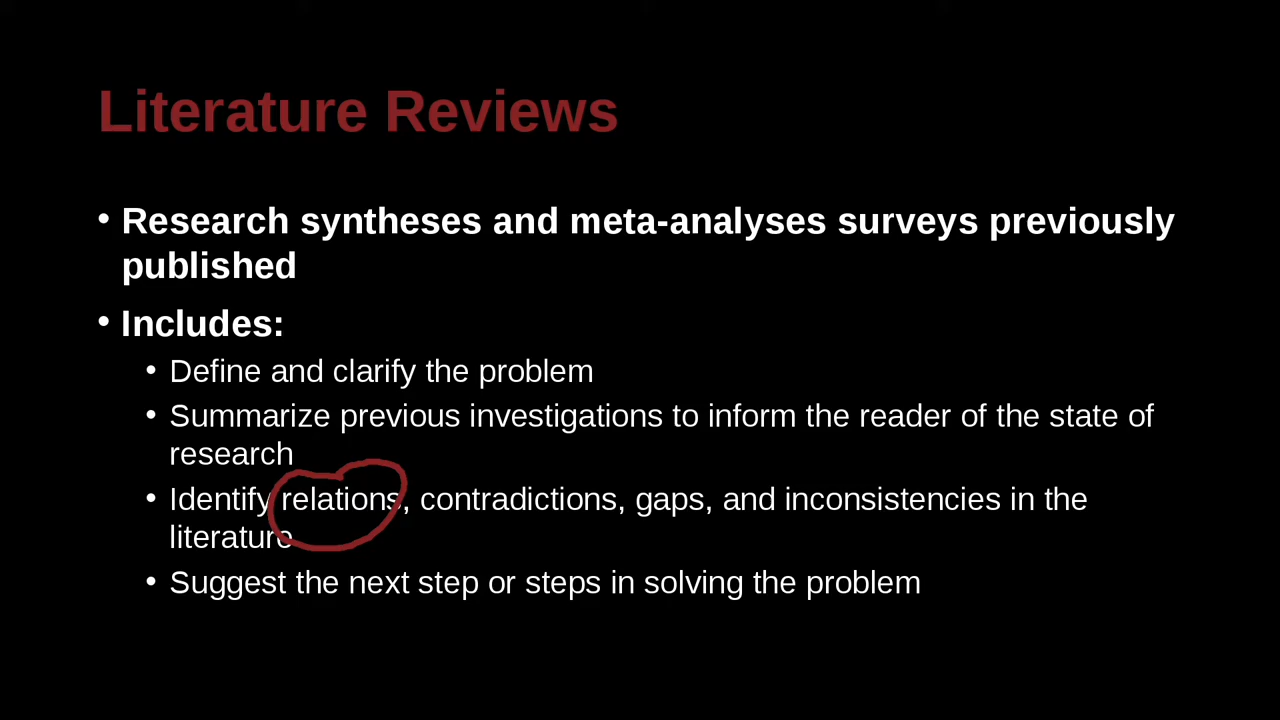 Literature Reviews
• Research syntheses and meta-analyses surveys previously
published
• Includes:
• Define and clarify the problem
• Summarize previous investigations to inform the reader of the state of
research
• Identify relations, contradictions, gaps, and inconsistencies in the
literature
• Suggest the next step or steps in solving the problem